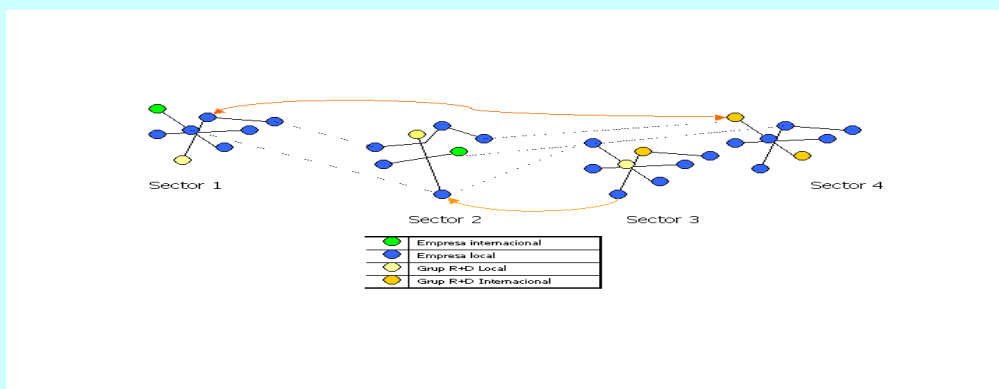 Sector 1
Sector 4
Sector 2
Sector 3
Empresa internacional
Empresa local
Grup R+D Local
Grup R+D Internacional